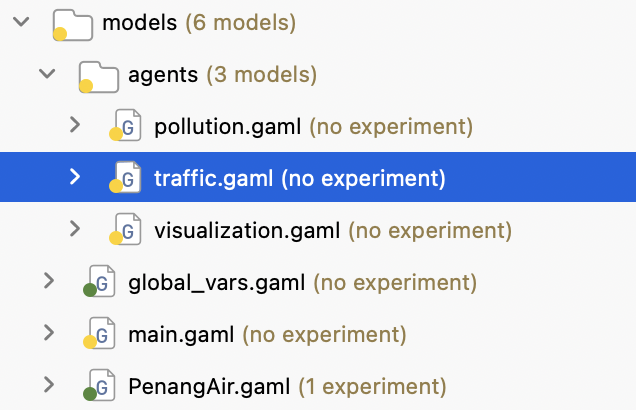 models (6 models)
agents (3 models)
G pollution.gaml (no experiment)
G traffic.gaml (no experiment)
G visualization.gaml (no experiment)
G global_vars.gaml (no experiment)
G main.gaml (no experiment)
G PenangAir.gaml (1 experiment)